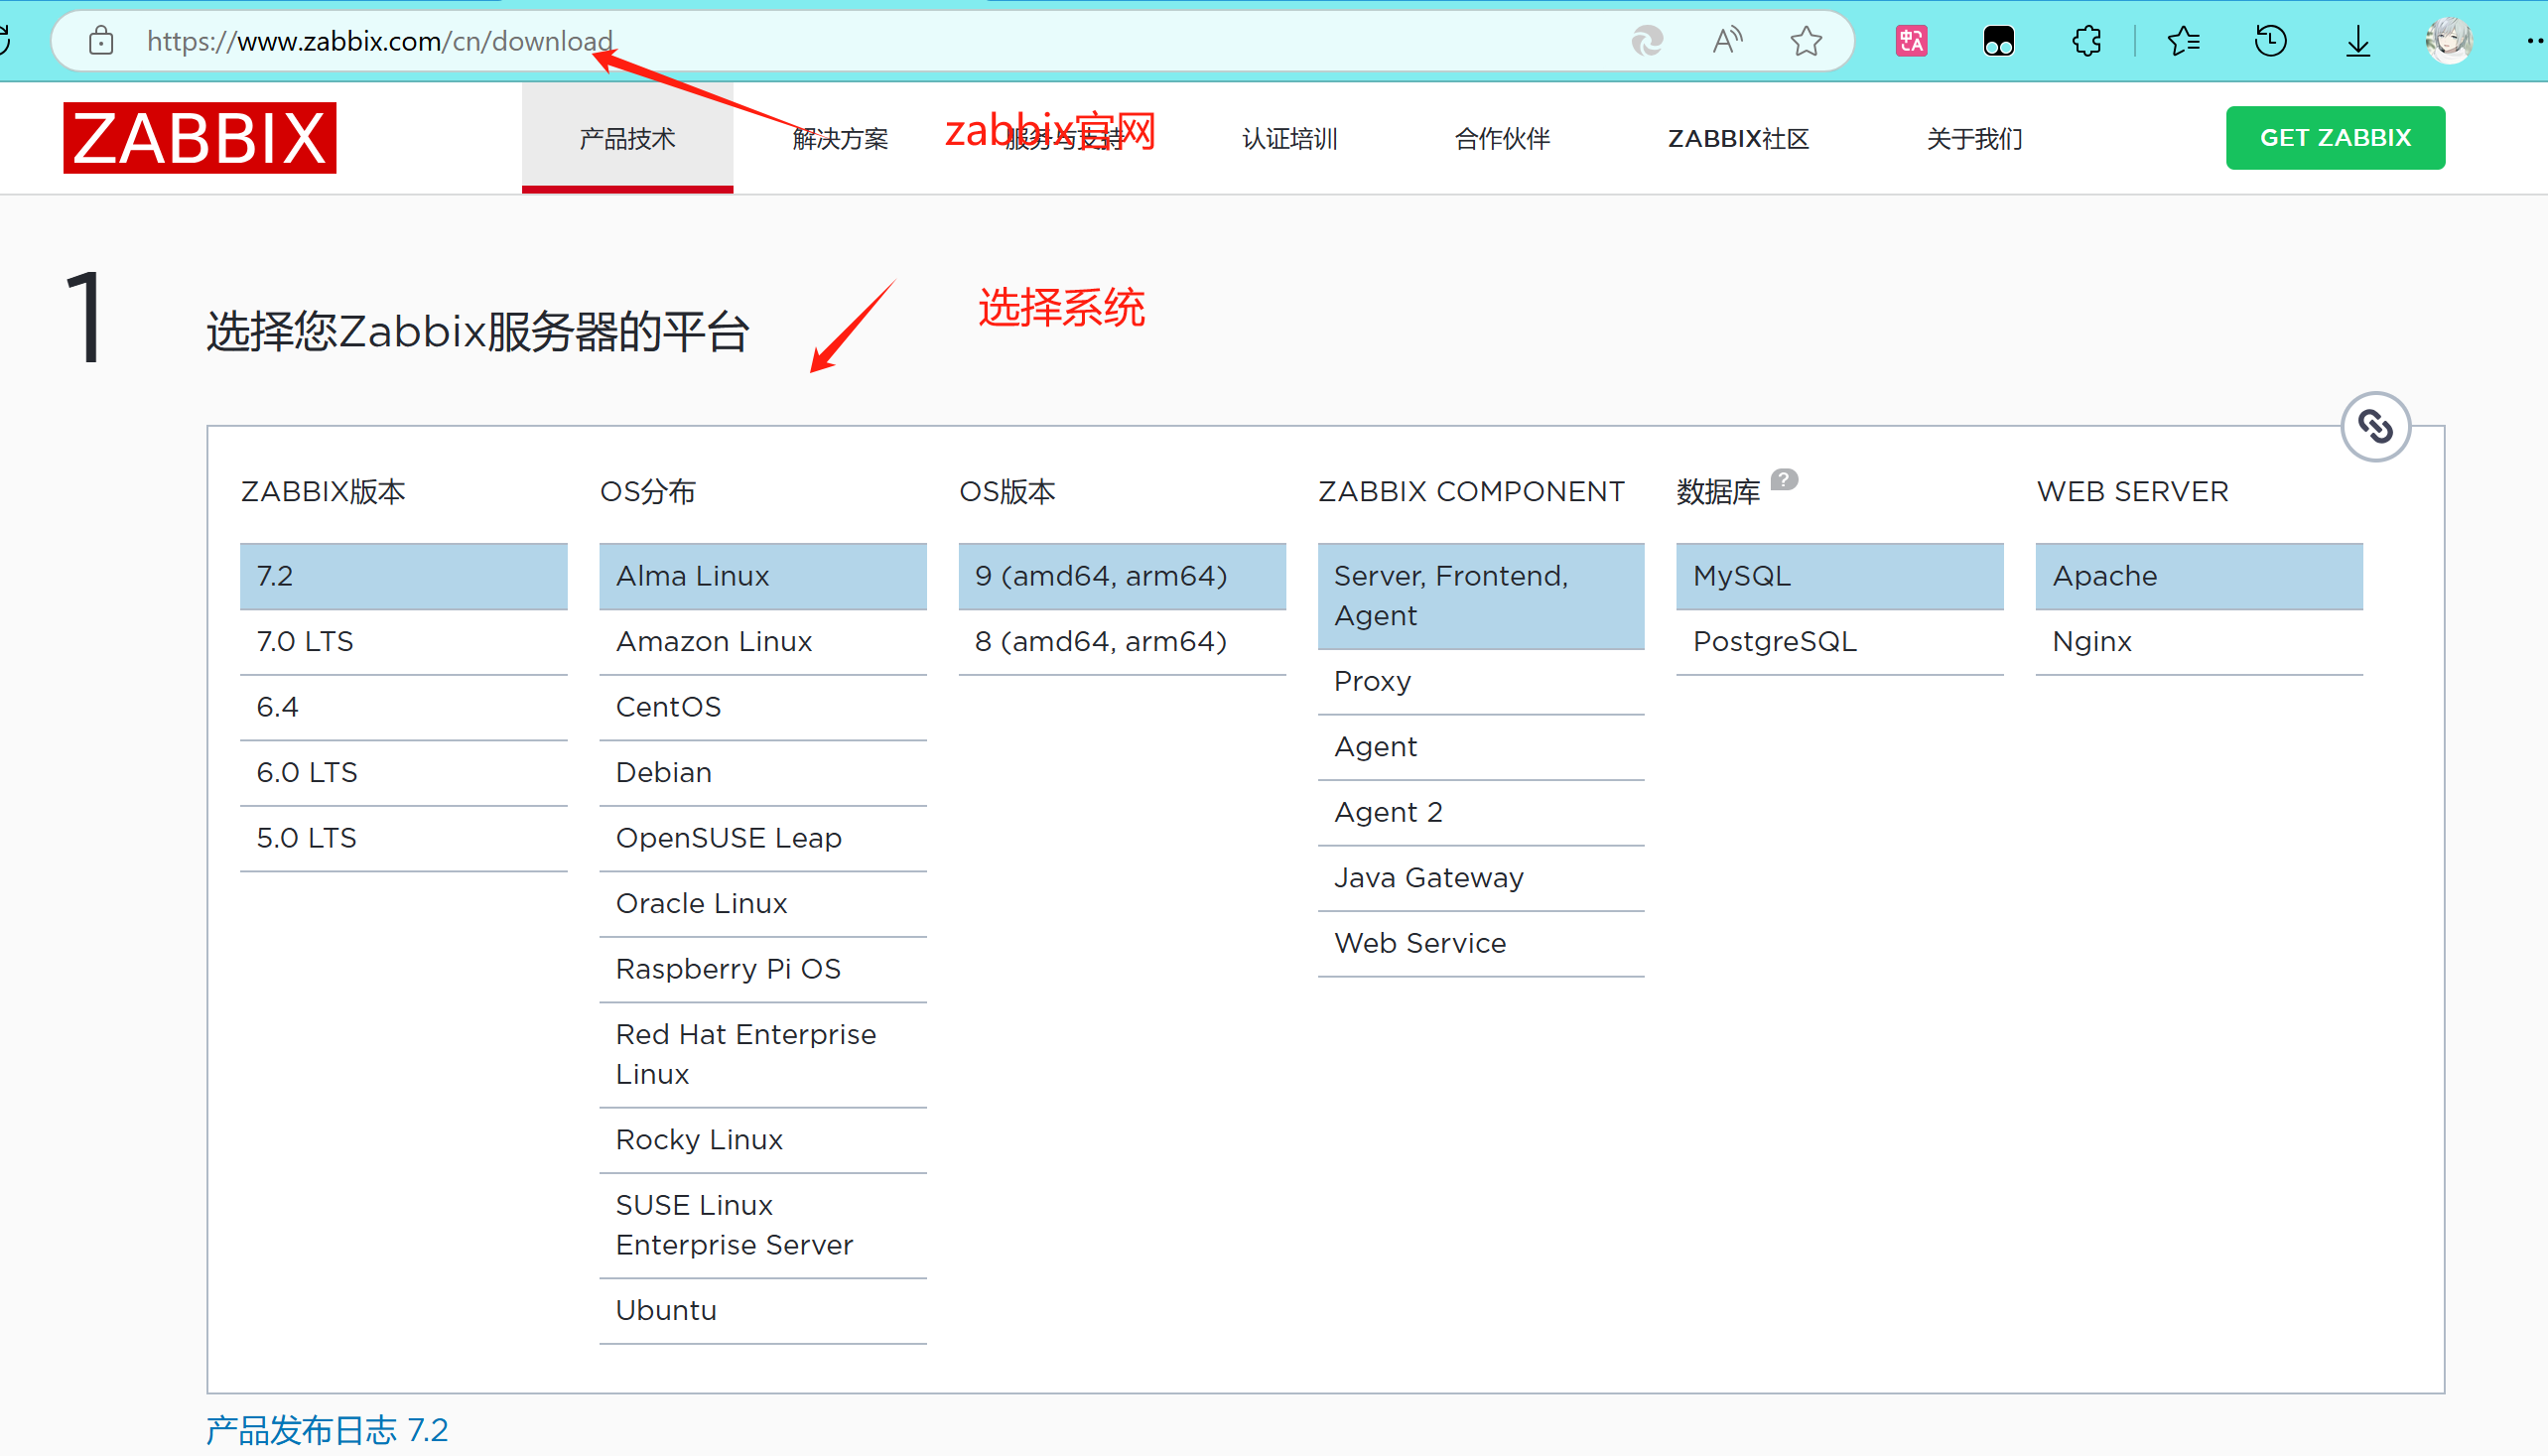 https://www.zabbix.com/cn/download
ZABBIX
产品技术
解决方案
服务与支持
zabbix官网
认证培训
合作伙伴
ZABBIX社区
关于我们
GET ZABBIX
1
选择您Zabbix服务器的平台
选择系统
ZABBIX版本
7.2
7.0 LTS
6.4
6.0 LTS
5.0 LTS
OS分布
Alma Linux
Amazon Linux
CentOS
Debian
OpenSUSE Leap
Oracle Linux
Raspberry Pi OS
Red Hat Enterprise
Linux
Rocky Linux
SUSE Linux
Enterprise Server
Ubuntu
OS版本
9 (amd64, arm64)
8 (amd64, arm64)
ZABBIX COMPONENT
Server, Frontend,
Agent
Proxy
Agent
Agent 2
Java Gateway
Web Service
数据库 ?
MySQL
PostgreSQL
WEB SERVER
Apache
Nginx
产品发布日志 7.2